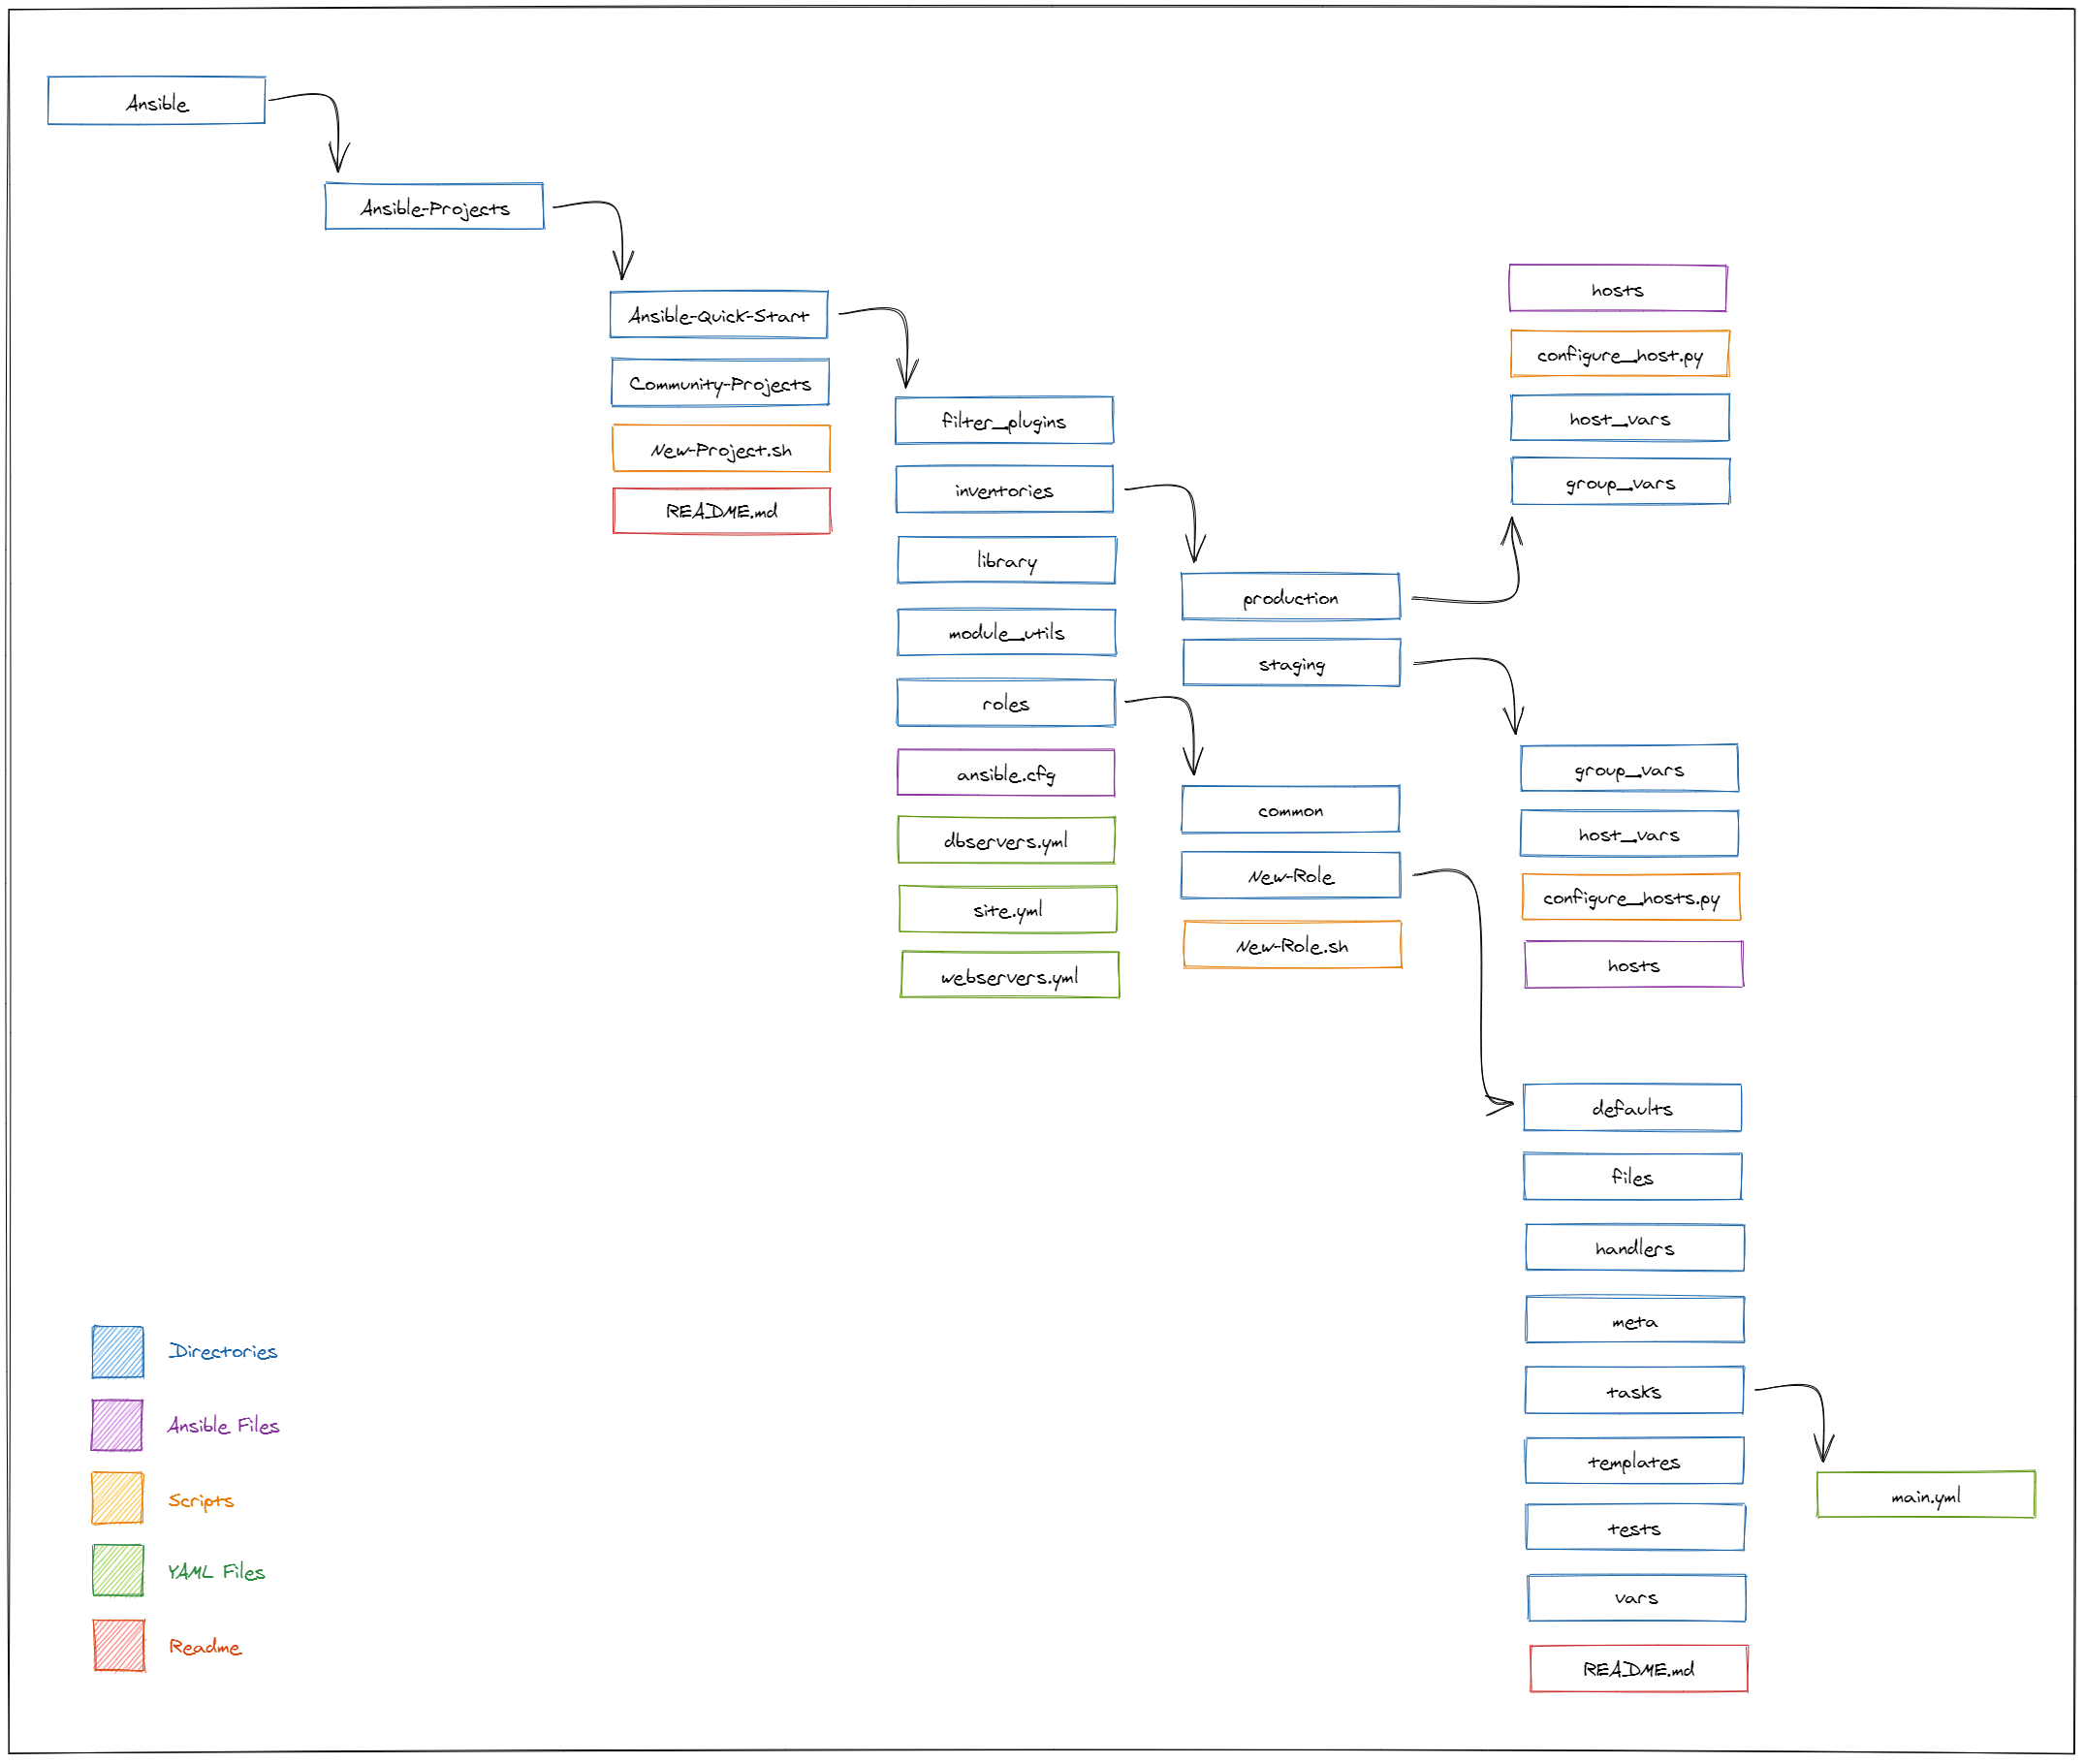 Ansible
Ansible-Projects
Ansible-Quick-Start
Community-Projects
New-Project.sh
README.md
filter_plugins
inventories
library
module_utils
roles
ansible.cfg
dbservers.yml
site.yml
webservers.yml
production
staging
common
New-Role
New-Role.sh
hosts
configure_host.py
host_vars
group_vars
group_vars
host_vars
configure_hosts.py
hosts
defaults
files
handlers
meta
tasks
templates
tests
vars
README.md
main.yml
Directories
Ansible Files
Scripts
YAML Files
Readme